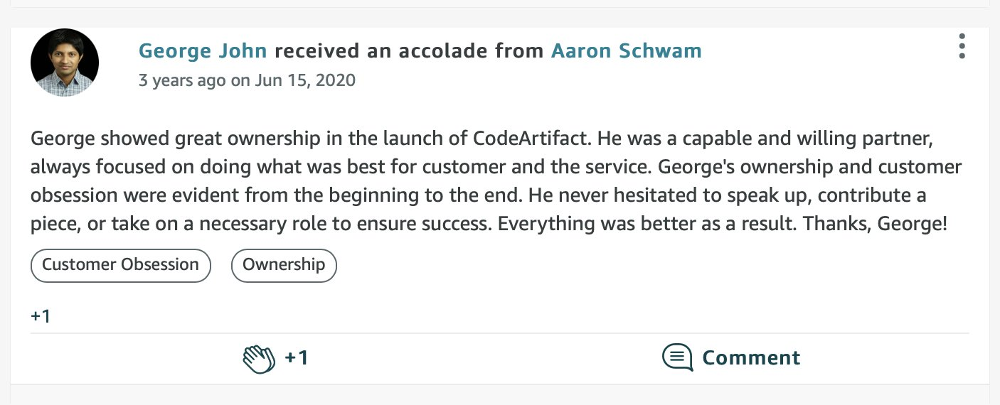 George John received an accolade from Aaron Schwam
3 years ago on Jun 15, 2020
George showed great ownership in the launch of CodeArtifact. He was a capable and willing partner,
always focused on doing what was best for customer and the service. George's ownership and customer
obsession were evident from the beginning to the end. He never hesitated to speak up, contribute a
piece, or take on a necessary role to ensure success. Everything was better as a result. Thanks, George!
Customer Obsession Ownership
+1
+1 Comment